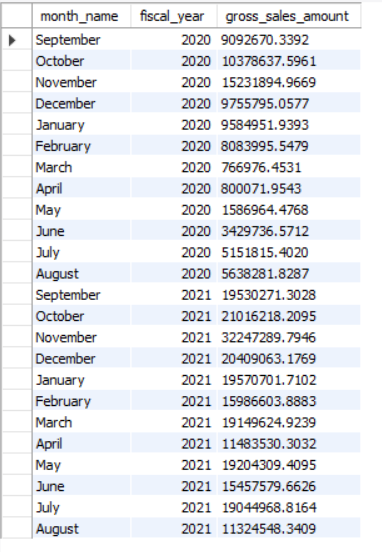 month_name fiscal_year gross_sales_amount
September 2020 9092670.3392
October 2020 10378637.5961
November 2020 15231894.9669
December 2020 9755795.0577
January 2020 9584951.9393
February 2020 8083995.5479
March 2020 766976.4531
April 2020 800071.9543
May 2020 1586964.4768
June 2020 3429736.5712
July 2020 5151815.4020
August 2020 5638281.8287
September 2021 19530271.3028
October 2021 21016218.2095
November 2021 32247289.7946
December 2021 20409063.1769
January 2021 19570701.7102
February 2021 15986603.8883
March 2021 19149624.9239
April 2021 11483530.3032
May 2021 19204309.4095
June 2021 15457579.6626
July 2021 19044968.8164
August 2021 11324548.3409